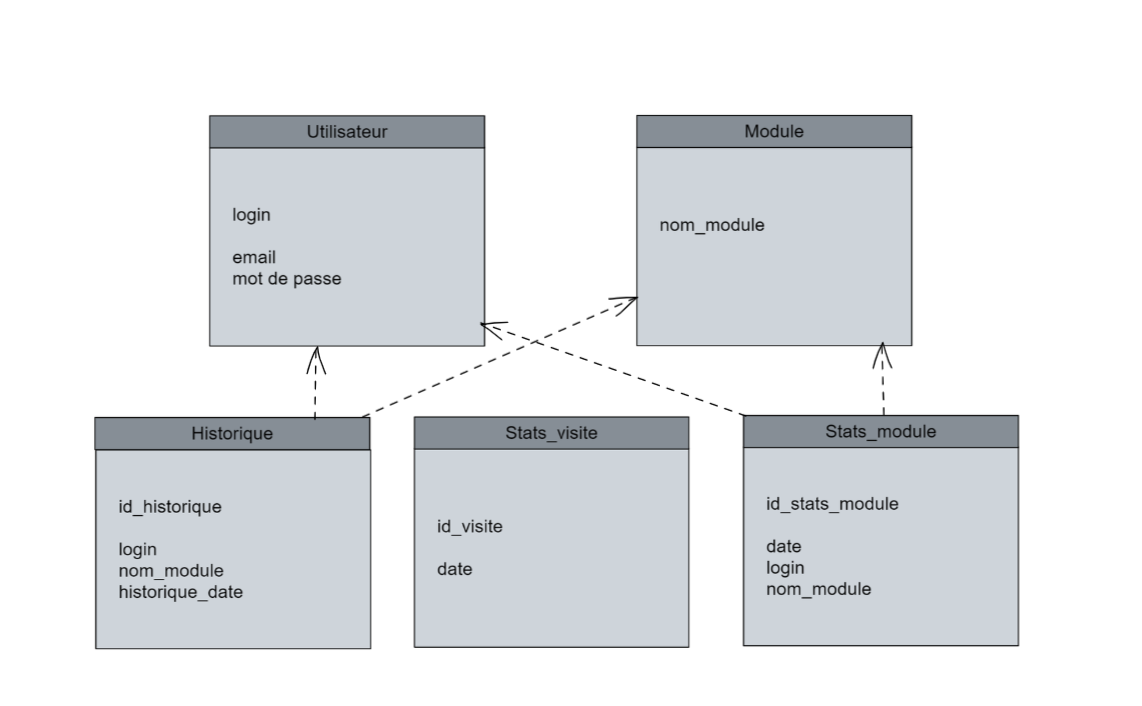 Utilisateur
login
email
mot de passe
Module
nom_module
Historique
id_historique
login
nom_module
historique_date
Stats_visite
id_visite
date
Stats_module
id_stats_module
date
login
nom_module